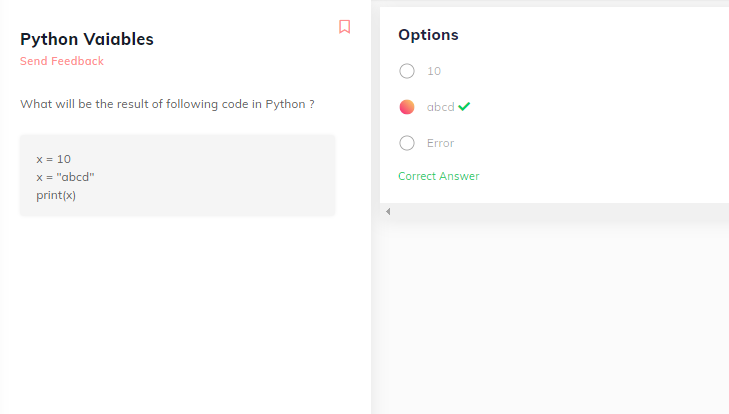 Python Vaiables
Send Feedback
What will be the result of following code in Python ?
x = 10
x = "abcd"
print(x)
Options
10
abcd
Error
Correct Answer